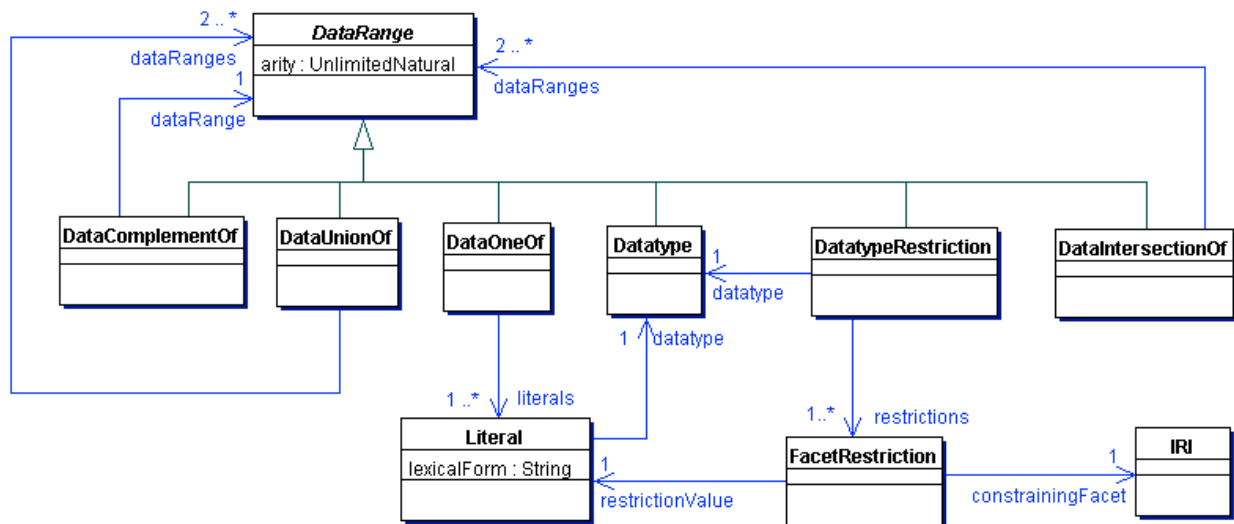 2 .. *
DataRange
dataRanges
arity : UnlimitedNatural
2 .. *
dataRanges
1
dataRange
DataComplementOf
DataUnionOf
DataOneOf
Datatype
DatatypeRestriction
DataIntersectionOf
1
datatype
1
datatype
1 .. *
literals
1..*
restrictions
Literal
lexicalForm : String
1
restrictionValue
FacetRestriction
1
constrainingFacet
IRI